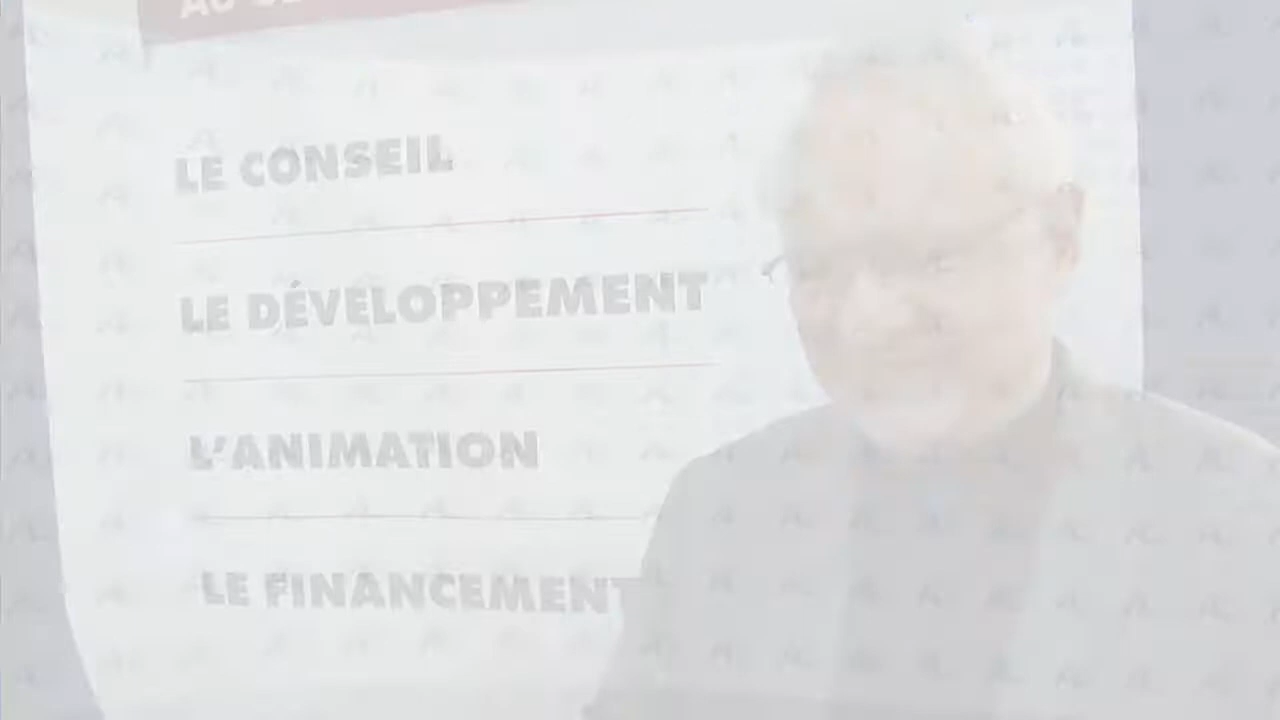 LE CONSEIL
LE DÉVELOPPEMENT
L'ANIMATION
LE FINANCEMENT